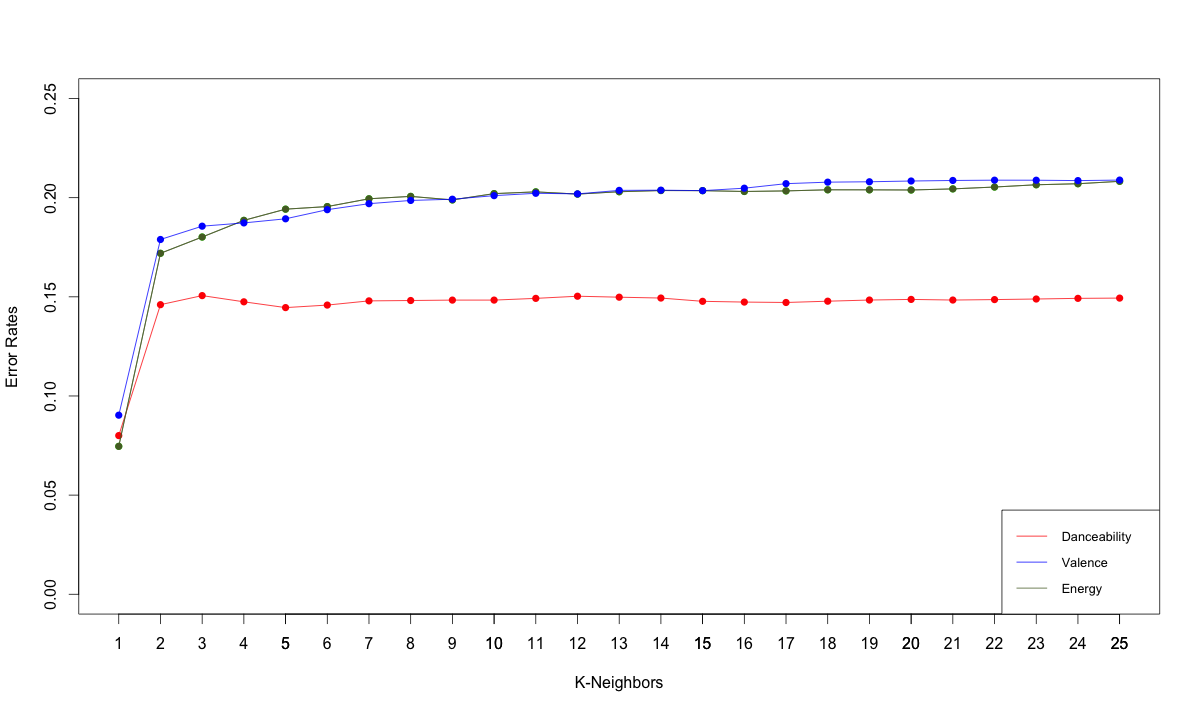 0.25
0.20
0.15
0.10
0.05
0.00
Error Rates
1 2 3 4 5 6 7 8 9 10 11 12 13 14 15 16 17 18 19 20 21 22 23 24 25
K-Neighbors
Danceability
Valence
Energy